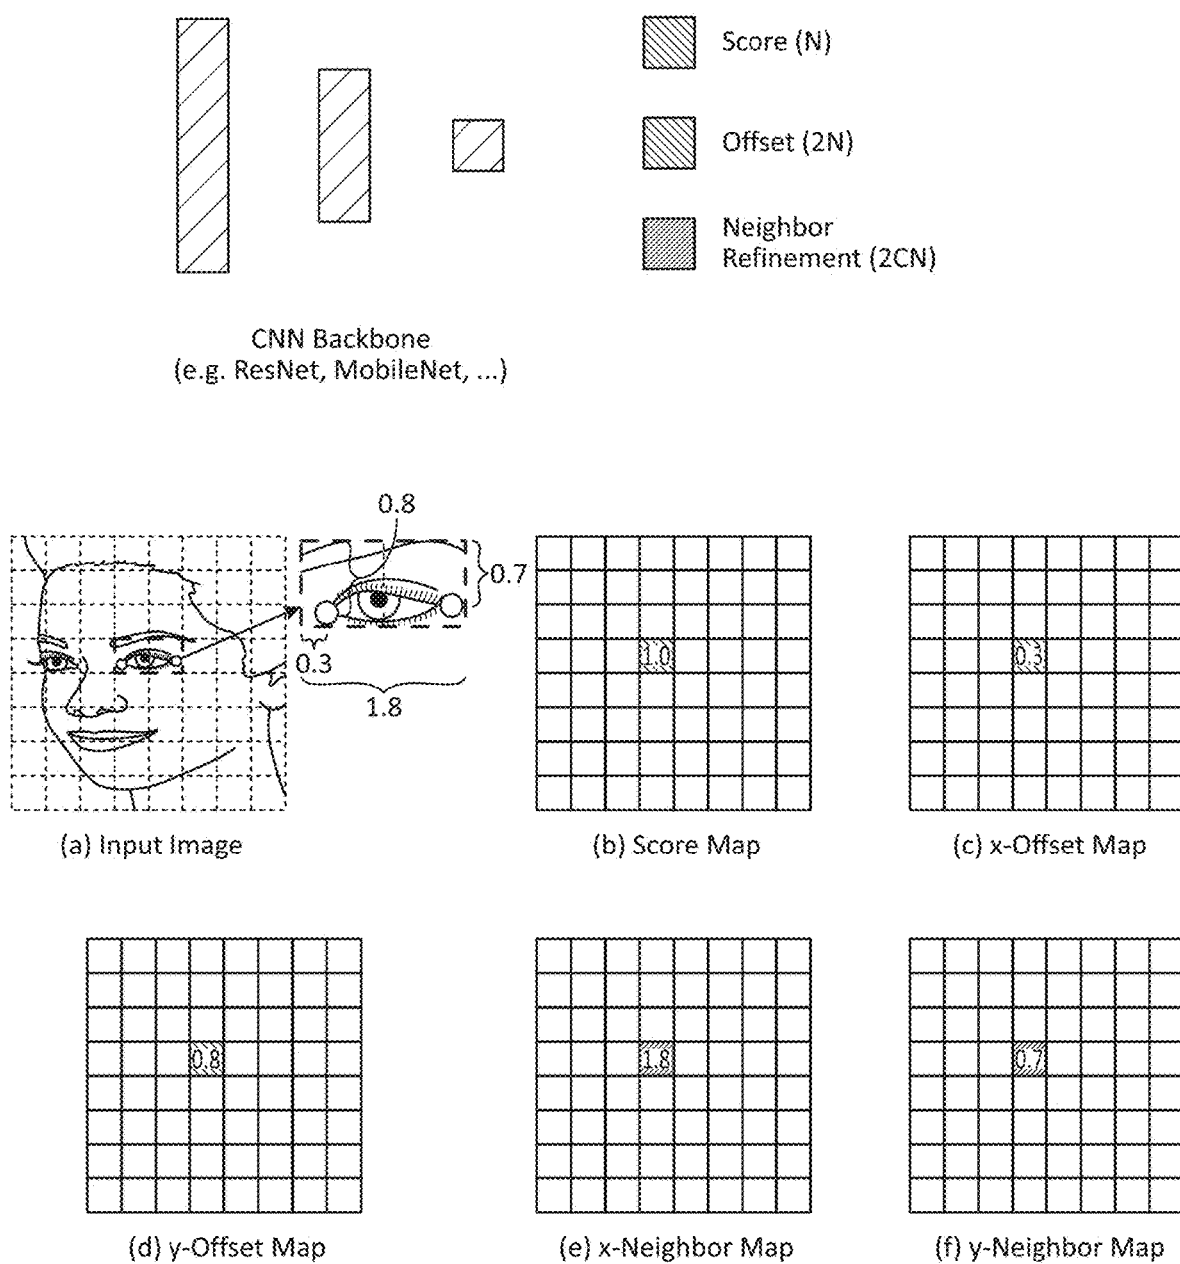 Score (N)
Offset (2N)
Neighbor
Refinement (2CN)
CNN Backbone
(e.g. ResNet, MobileNet, ...)
0.8
0.7
0.3
1.8
(a) Input Image
1.0
(b) Score Map
0.3
(c) x-Offset Map
0.8
(d) y-Offset Map
1.8
(e) x-Neighbor Map
0.7
(f) y-Neighbor Map